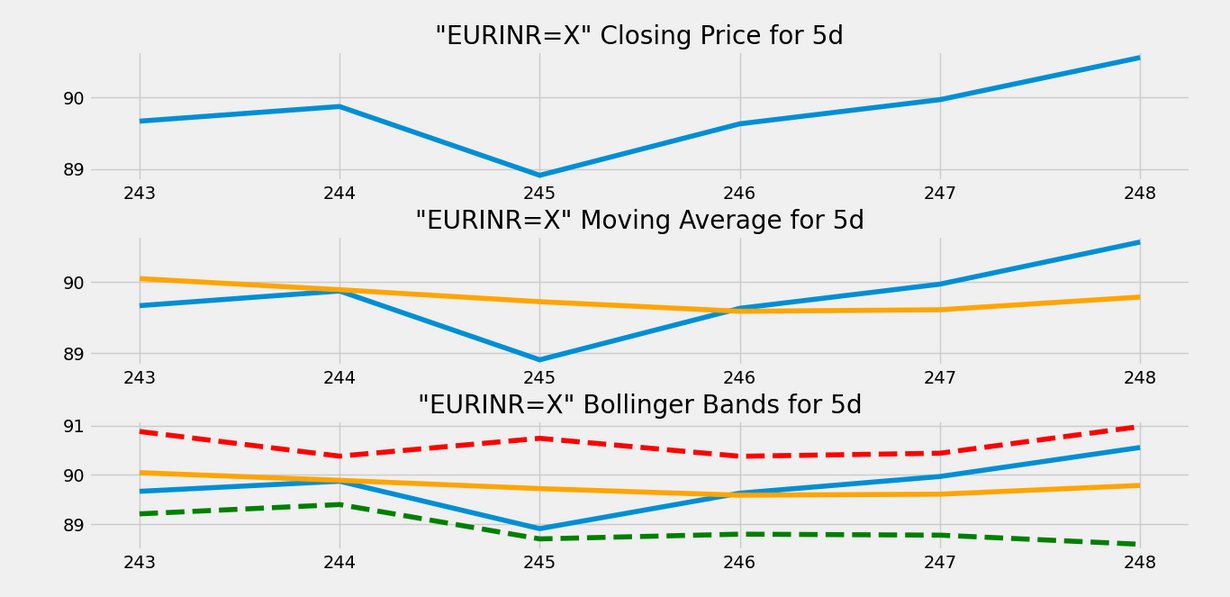 "EURINR=X" Closing Price for 5d
90
89
243 244 245 246 247 248
"EURINR=X" Moving Average for 5d
90
89
243 244 245 246 247 248
"EURINR=X" Bollinger Bands for 5d
91
90
89
243 244 245 246 247 248